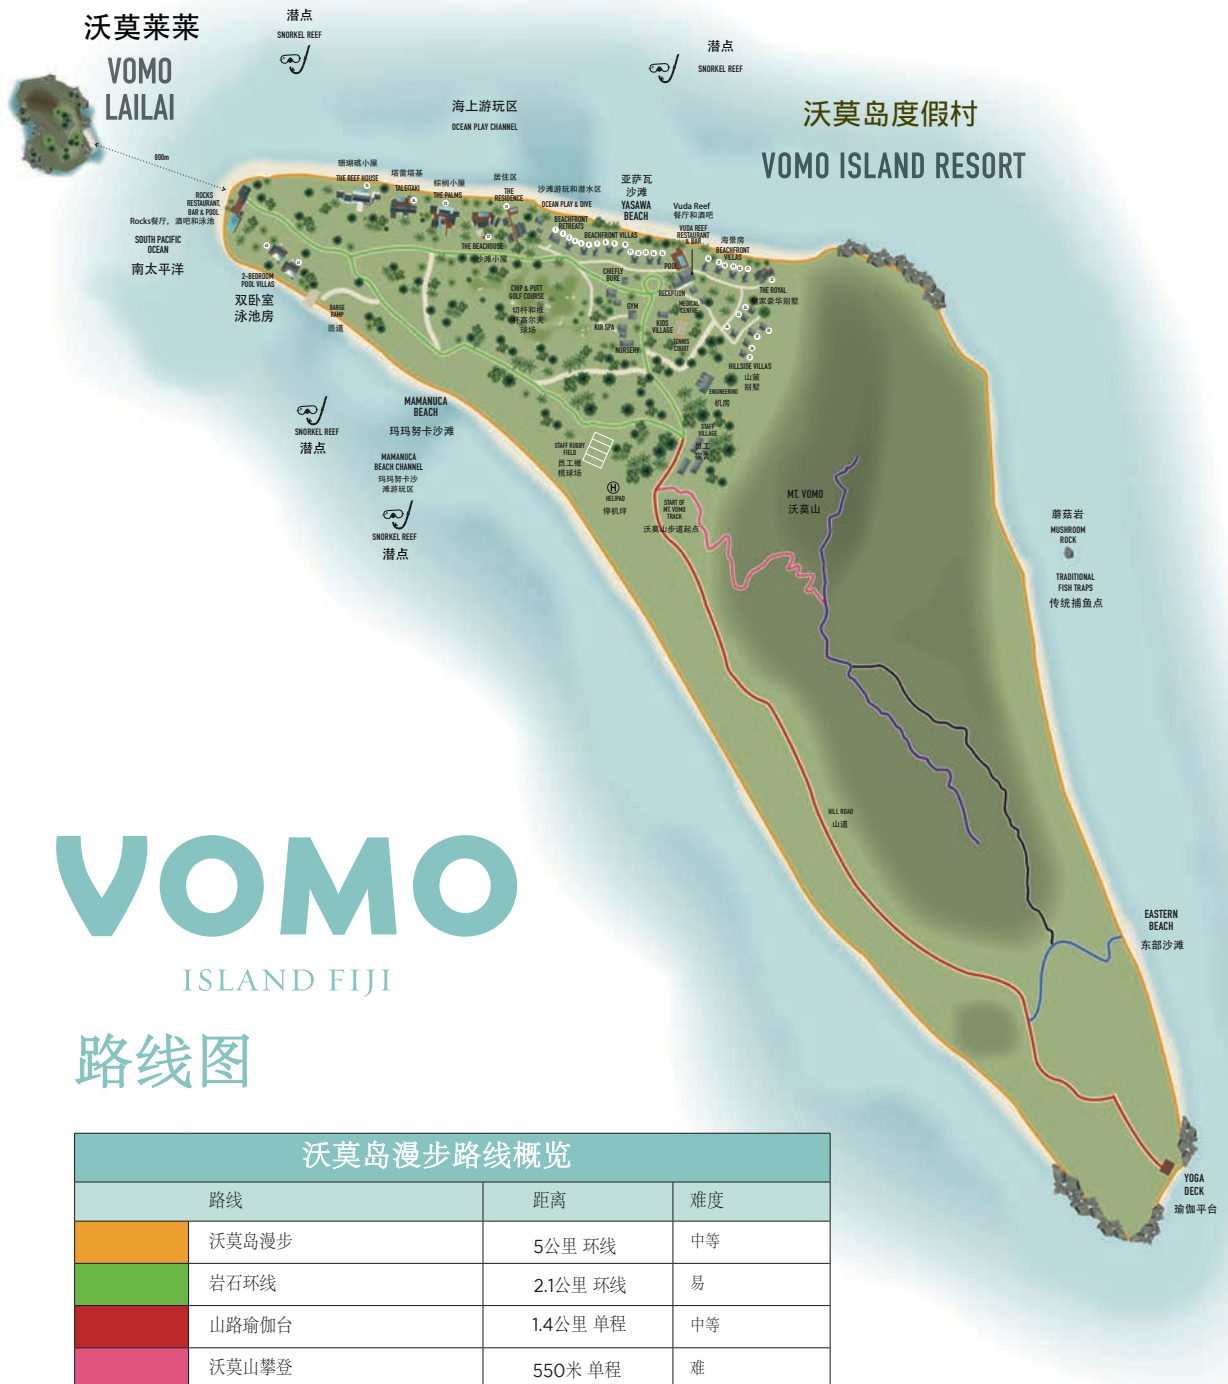 沃莫莱莱
VOMO
LAILAI
潜点
SNORKEL REEF
潜点
SNORKEL REEF
海上游玩区
OCEAN PLAY CHANNEL
沃莫岛度假村
VOMO ISLAND RESORT
800m
珊瑚礁小屋
THE REEF HOUSE
塔雷塔基
TALEITAKI
棕榈小屋
THE PALMS
居住区
THE
RESIDENCE
沙滩游玩和潜水区
OCEAN PLAY & DIVE
亚萨瓦
沙滩
YASAWA
BEACH
Vuda Reef
餐厅和酒吧
VUDA REEF
RESTAURANT
& BAR
海景房
BEACHFRONT
VILLAS
ROCKS
RESTAURANT,
BAR & POOL
Rocks餐厅，酒吧和泳池
SOUTH PACIFIC
OCEAN
南太平洋
BEACHFRONT
RETREATS
BEACHFRONT VILLAS
THE BEACHOUSE
沙滩小屋
2-BEDROOM
POOL VILLAS
双卧室
泳池房
BARGE
RAMP
CHIP & PUTT
GOLF COURSE
切杆和推
杆高尔夫
球场
CHIEFLY
BURE
POOL
RECEPTION
THE ROYAL
皇家豪华别墅
GYM
MEDICAL
CENTRE
KUI SPA
KIDS
VILLAGE
NURSERY
TENNIS
COURT
HILLSIDE VILLAS
山麓
别墅
ENGINEERING
机房
STAFF
VILLAGE
员工
宿舍
MAMANUCA
BEACH
玛玛努卡沙滩
SNORKEL REEF
潜点
MAMANUCA
BEACH CHANNEL
玛玛努卡沙
滩游玩区
SNORKEL REEF
潜点
STAFF RUGBY
FIELD
员工橄
榄球场
H
HELIPAD
停机坪
START OF
MT. VOMO
TRACK
沃莫山步道起点
MT. VOMO
沃莫山
蘑菇岩
MUSHROOM
ROCK
TRADITIONAL
FISH TRAPS
传统捕鱼点
HILL ROAD
山道
EASTERN
BEACH
东部沙滩
YOGA
DECK
瑜伽平台
VOMO
ISLAND FIJI
路线图
沃莫岛漫步路线概览
路线 距离 难度
沃莫岛漫步 5公里 环线 中等
岩石环线 2.1公里 环线 易
山路瑜伽台 1.4公里 单程 中等
沃莫山攀登 550米 单程 难